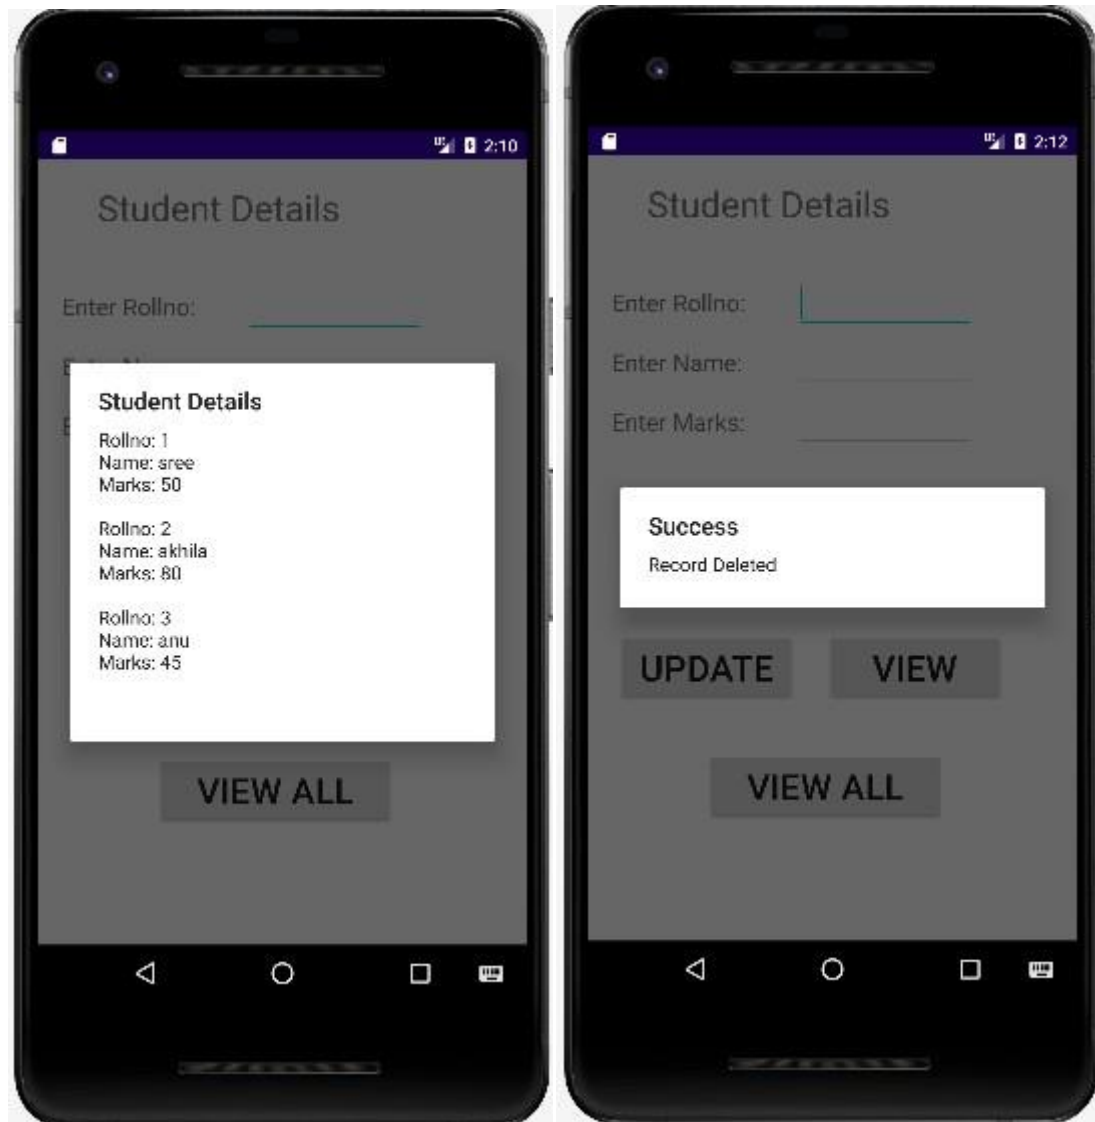 2:10
Student Details
Enter Rollno:
Student Details
Rollno: 1
Name: sree
Marks: 50
Rollno: 2
Name: akhila
Marks: 80
Rollno: 3
Name: anu
Marks: 45
VIEW ALL
2:12
Student Details
Enter Rollno:
Enter Name:
Enter Marks:
Success
Record Deleted
UPDATE VIEW
VIEW ALL